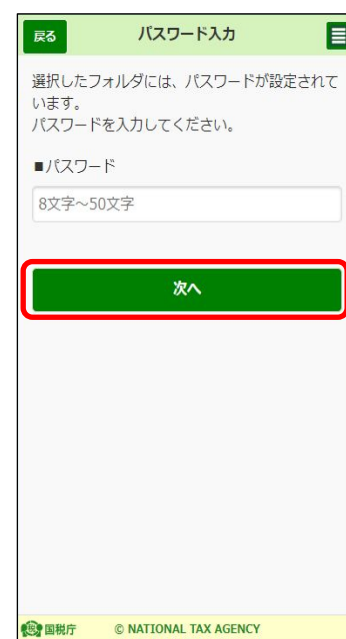 戻る パスワード入力
選択したフォルダには、パスワードが設定されて
います。
パスワードを入力してください。
■パスワード
8文字～50文字
次へ
税 国税庁 © NATIONAL TAX AGENCY